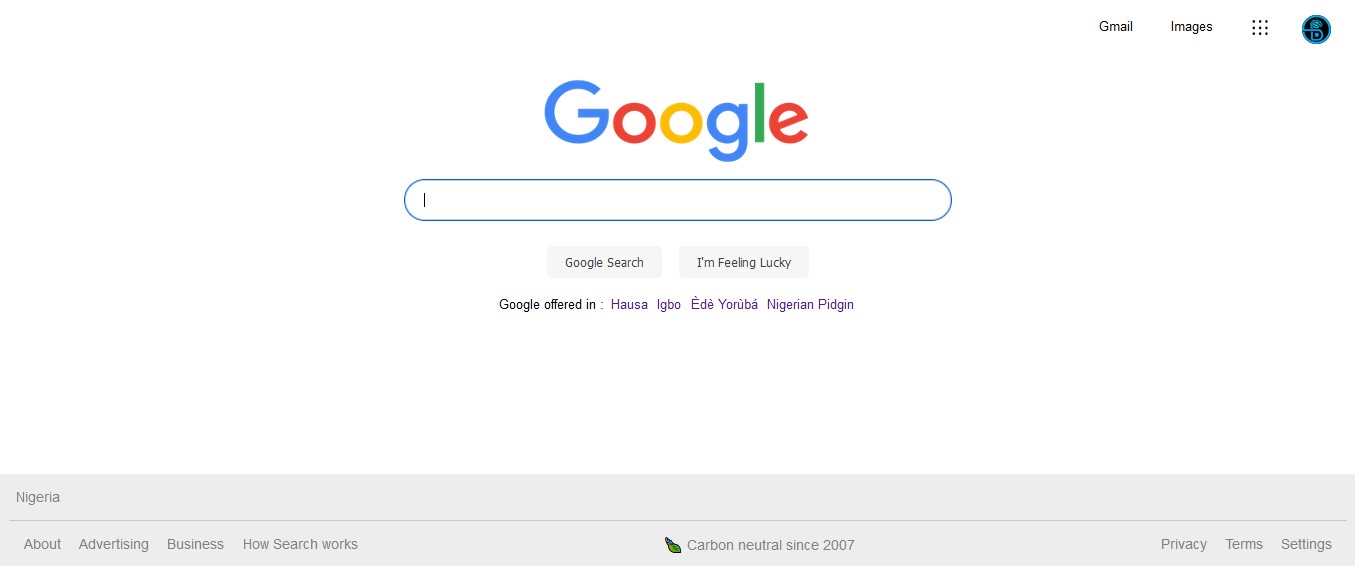 Gmail Images
Google
Google Search I'm Feeling Lucky
Google offered in : Hausa Igbo Èdè Yorùbá Nigerian Pidgin
Nigeria
About Advertising Business How Search works Carbon neutral since 2007 Privacy Terms Settings